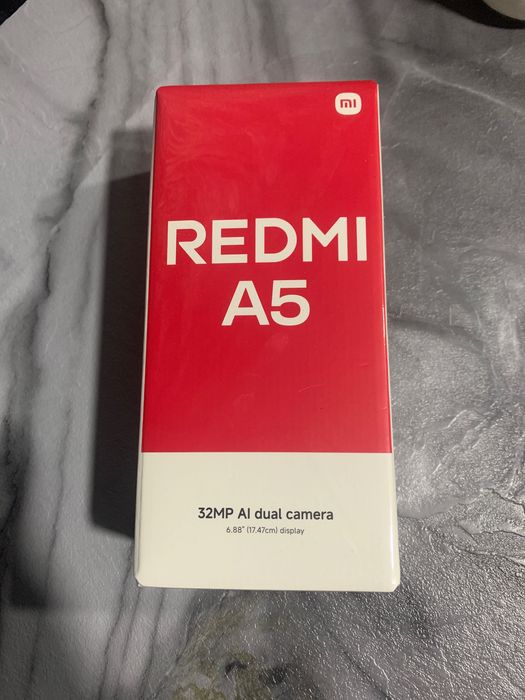 mi
REDMI
A5
32MP AI dual camera
6.88" (17.47cm) display